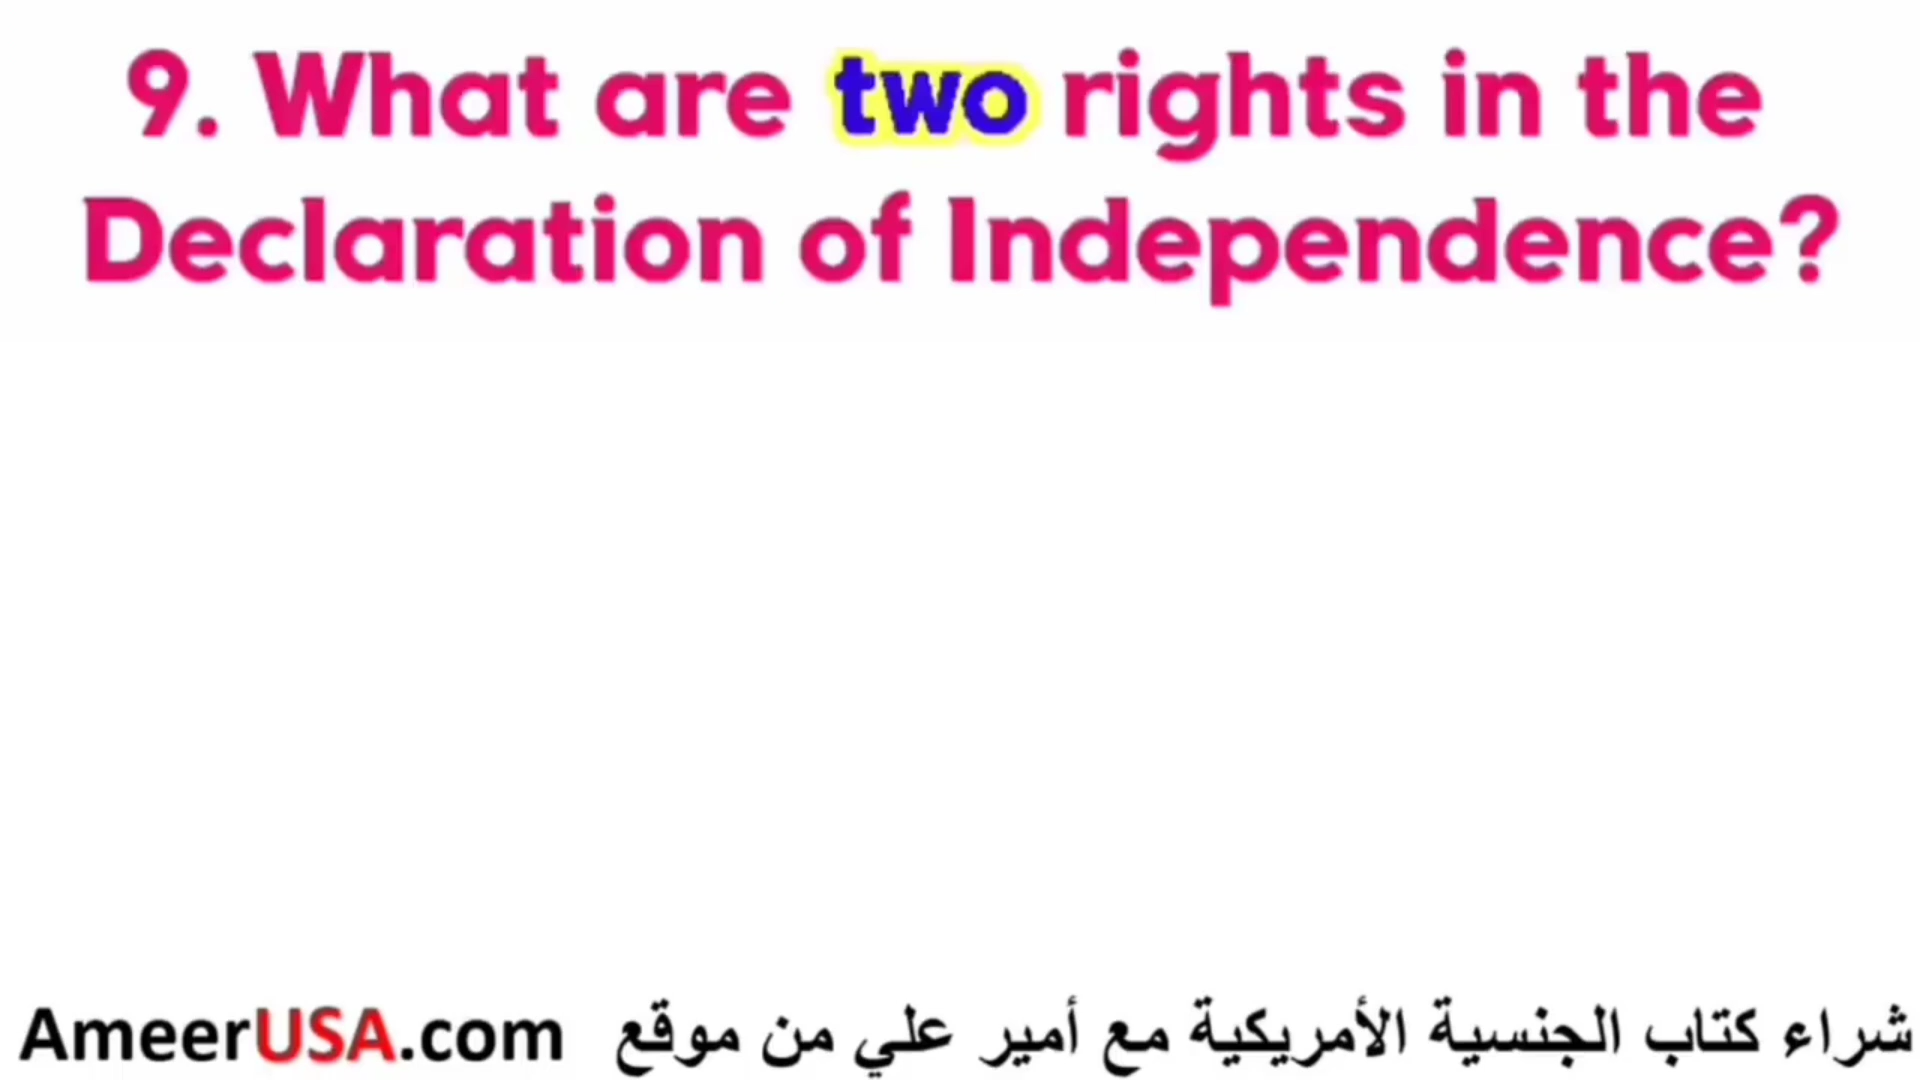 9. What are two rights in the
Declaration of Independence?
شراء كتاب الجنسية الأمريكية مع أمير علي من موقع AmeerUSA.com